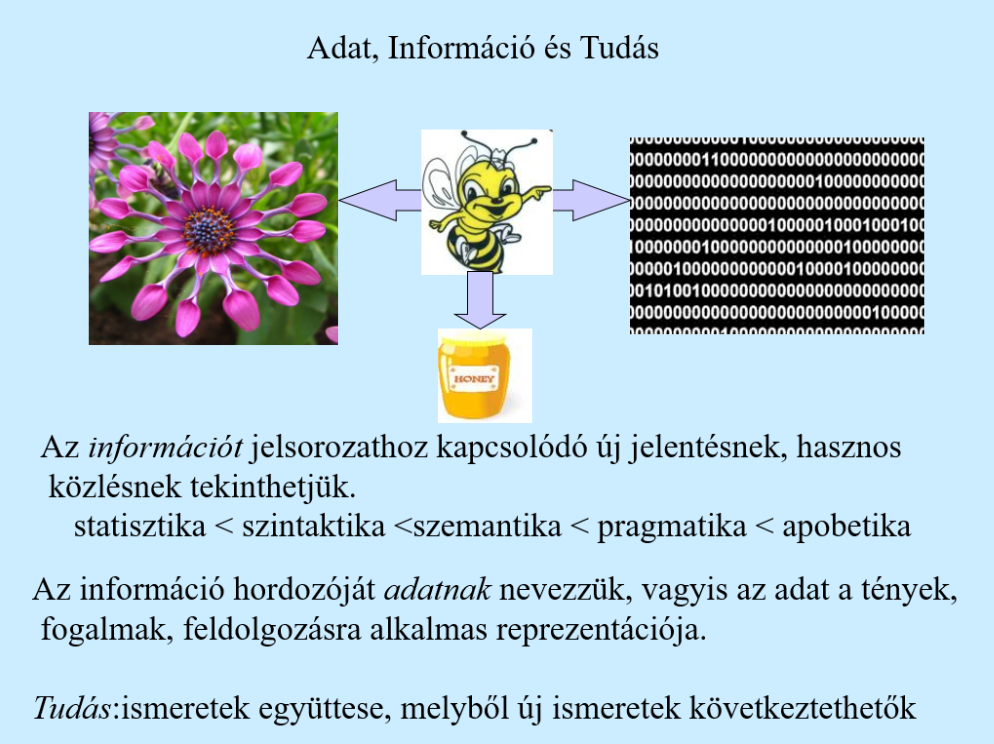 Adat, Információ és Tudás
000000001100000000000000000000
000000000000000000010000000000
HONEY
Az információt jelsorozathoz kapcsolódó új jelentésnek, hasznos
közlésnek tekinthetjük.
statisztika < szintaktika <szemantika < pragmatika < apobetika
Az információ hordozóját adatnak nevezzük, vagyis az adat a tények,
fogalmak, feldolgozásra alkalmas reprezentációja.
Tudás:ismeretek együttese, melyből új ismeretek következtethetők